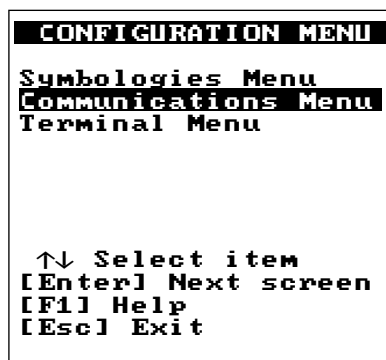 CONFIGURATION MENU
Symbologies Menu
Communications Menu
Terminal Menu
↑↓ Select item
[Enter] Next screen
[F1] Help
[Esc] Exit